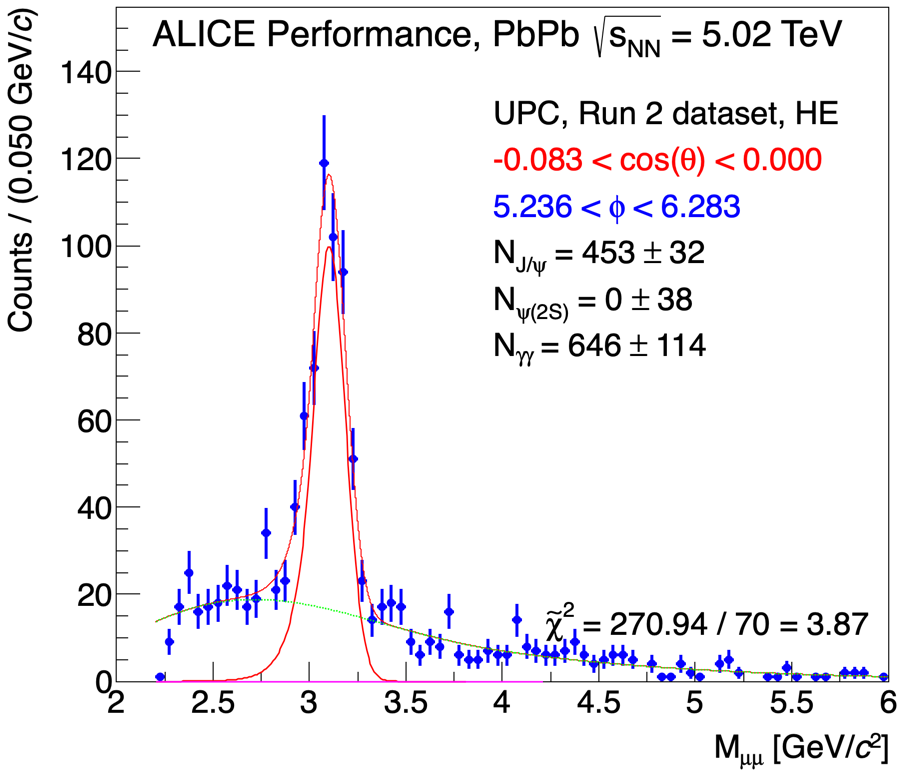 ALICE Performance, PbPb √sNN = 5.02 TeV
UPC, Run 2 dataset, HE
-0.083 < cos(θ) < 0.000
5.236 < ϕ < 6.283
NJ/ψ = 453 ± 32
Nψ(2S) = 0 ± 38
Nγγ = 646 ± 114
χ̃² = 270.94 / 70 = 3.87
Counts / (0.050 GeV/c)
140
120
100
80
60
40
20
0
2 2.5 3 3.5 4 4.5 5 5.5 6
Mμμ [GeV/c²]